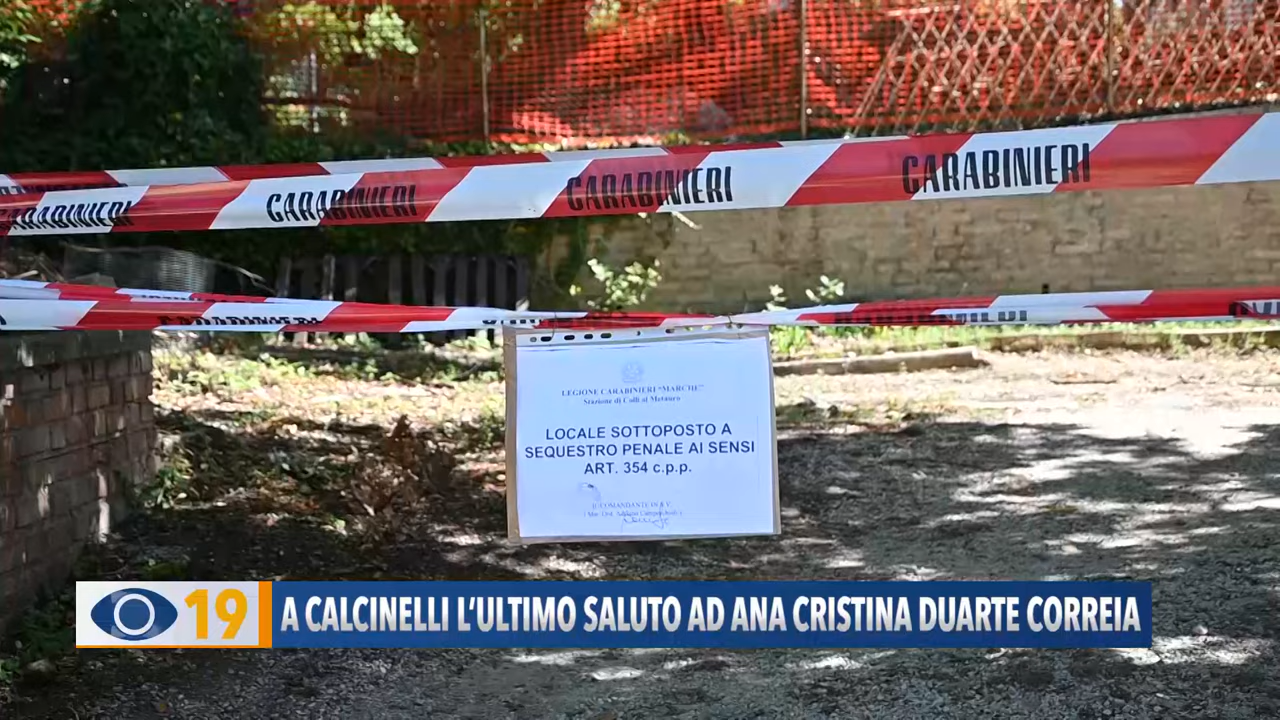 CARABINIERI CARABINIERI CARABINIERI CARABINIERI
LEGIONE CARABINIERI "MARCHE"
Stazione di Colli al Metauro
LOCALE SOTTOPOSTO A
SEQUESTRO PENALE AI SENSI
ART. 354 c.p.p.
IL COMANDANTE IN S.V.
19 A CALCINELLI L'ULTIMO SALUTO AD ANA CRISTINA DUARTE CORREIA